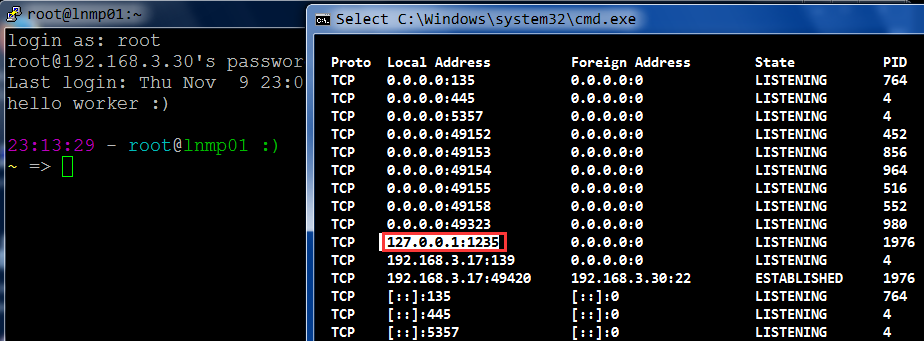 root@lnmp01:~
login as: root
root@192.168.3.30's passwor
Last login: Thu Nov  9 23:0
hello worker :)
23:13:29 - root@lnmp01 :)
~ =>
Select C:\Windows\system32\cmd.exe
Proto  Local Address  Foreign Address  State  PID
TCP  0.0.0.0:135  0.0.0.0:0  LISTENING  764
TCP  0.0.0.0:445  0.0.0.0:0  LISTENING  4
TCP  0.0.0.0:5357  0.0.0.0:0  LISTENING  4
TCP  0.0.0.0:49152  0.0.0.0:0  LISTENING  452
TCP  0.0.0.0:49153  0.0.0.0:0  LISTENING  856
TCP  0.0.0.0:49154  0.0.0.0:0  LISTENING  964
TCP  0.0.0.0:49155  0.0.0.0:0  LISTENING  516
TCP  0.0.0.0:49158  0.0.0.0:0  LISTENING  552
TCP  0.0.0.0:49323  0.0.0.0:0  LISTENING  980
TCP  127.0.0.1:1235  0.0.0.0:0  LISTENING  1976
TCP  192.168.3.17:139  0.0.0.0:0  LISTENING  4
TCP  192.168.3.17:49420  192.168.3.30:22  ESTABLISHED  1976
TCP  [::]:135  [::]:0  LISTENING  764
TCP  [::]:445  [::]:0  LISTENING  4
TCP  [::]:5357  [::]:0  LISTENING  4